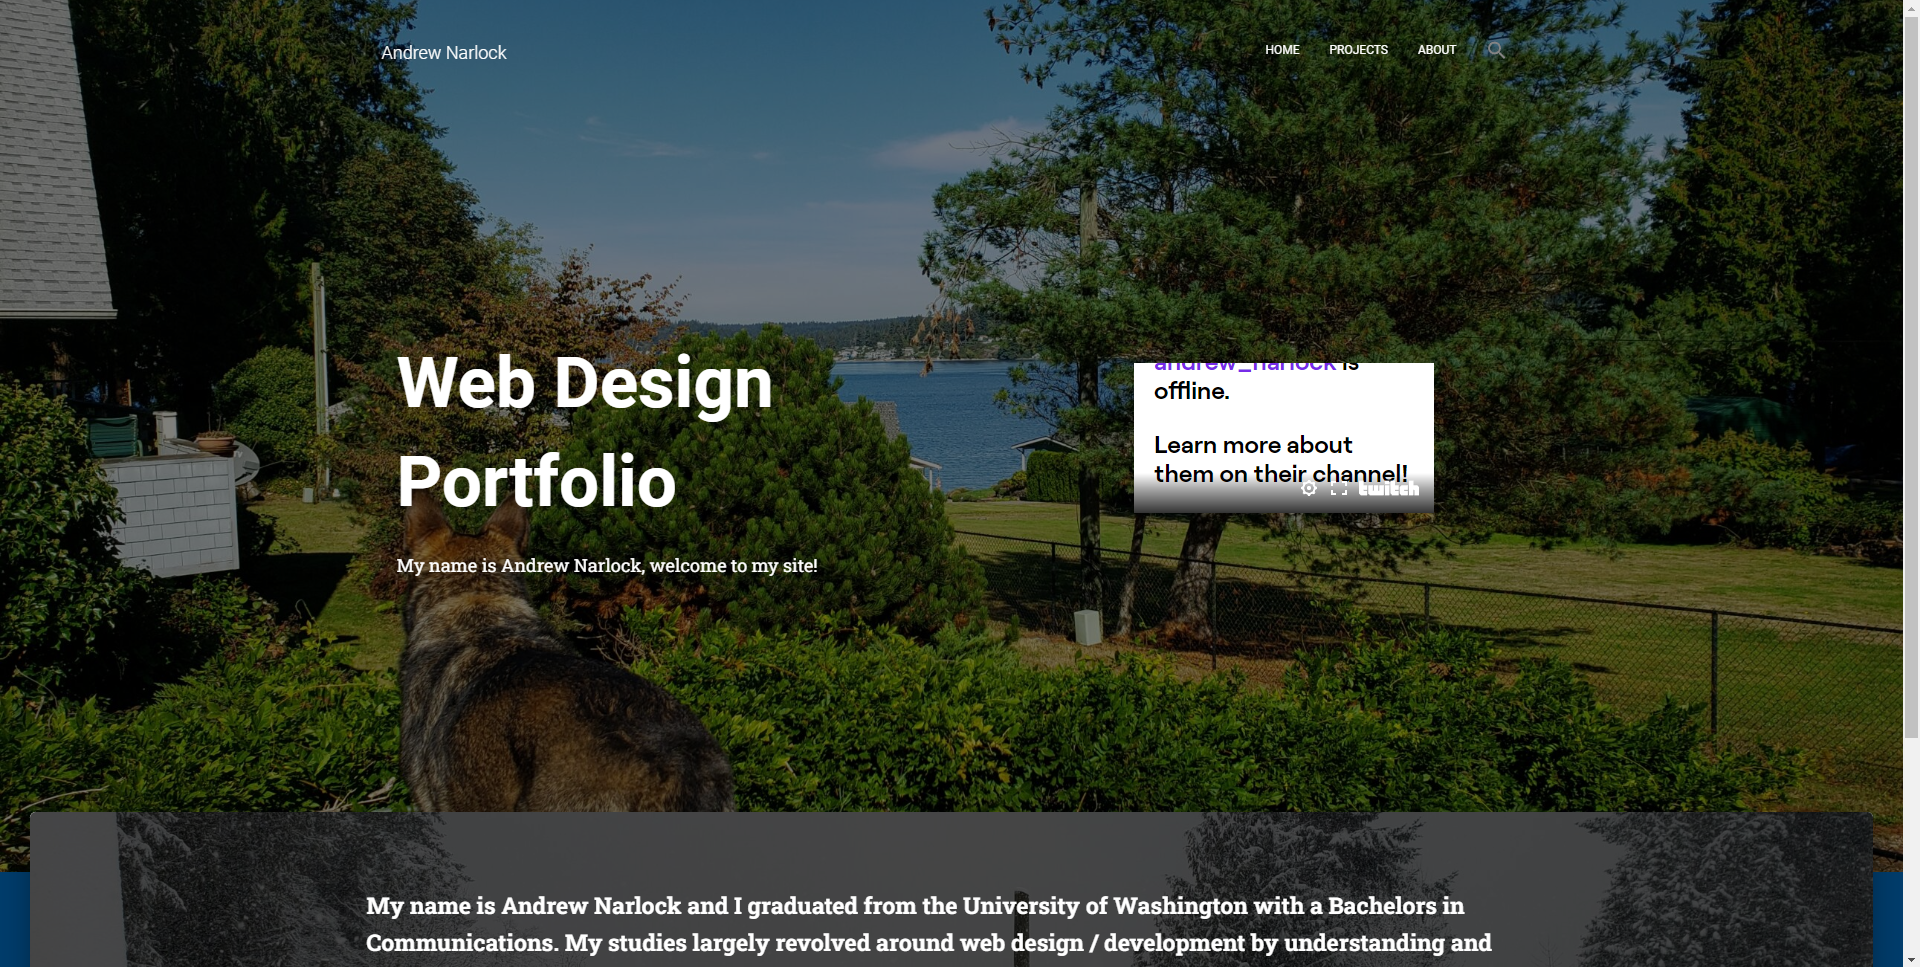 Andrew Narlock
HOME PROJECTS ABOUT
Web Design
Portfolio
My name is Andrew Narlock, welcome to my site!
andrew_narlock is
offline.
Learn more about
them on their channel!
twitch
My name is Andrew Narlock and I graduated from the University of Washington with a Bachelors in
Communications. My studies largely revolved around web design / development by understanding and